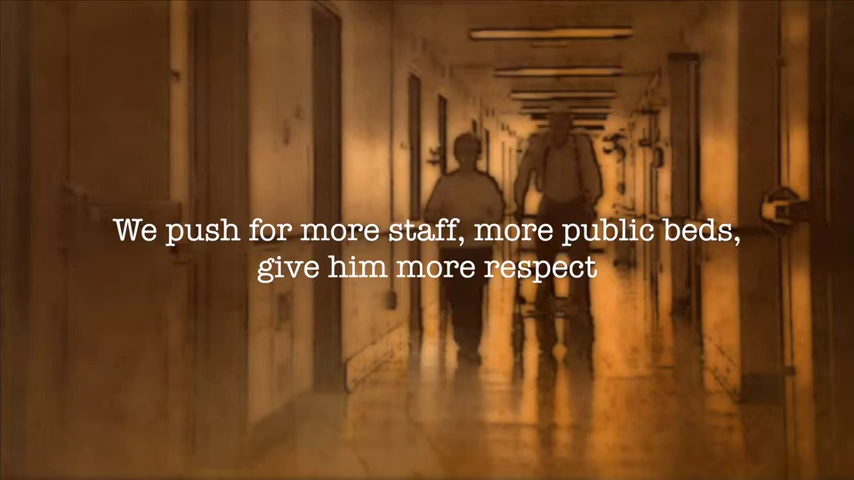 We push for more staff, more public beds,
give him more respect